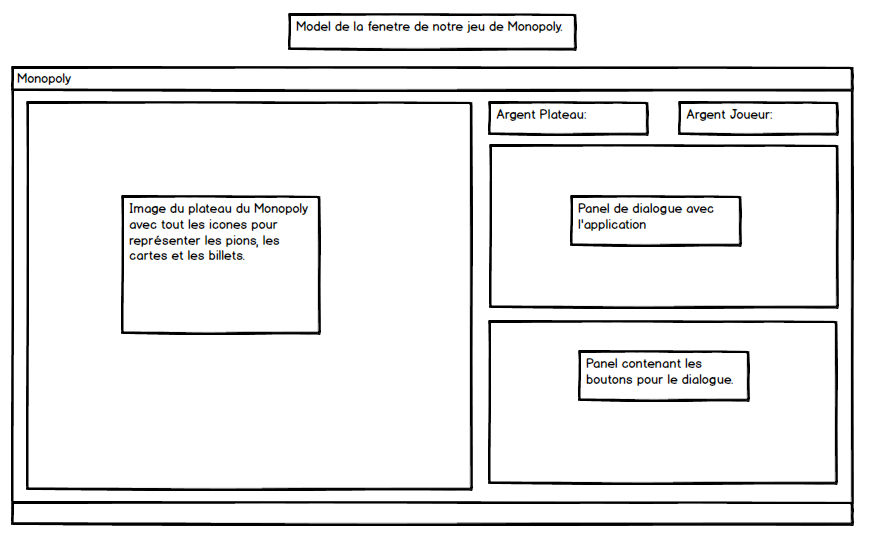 Model de la fenetre de notre jeu de Monopoly.
Monopoly
Argent Plateau:
Argent Joueur:
Image du plateau du Monopoly
avec tout les icones pour
représenter les pions, les
cartes et les billets.
Panel de dialogue avec
l'application
Panel contenant les
boutons pour le dialogue.